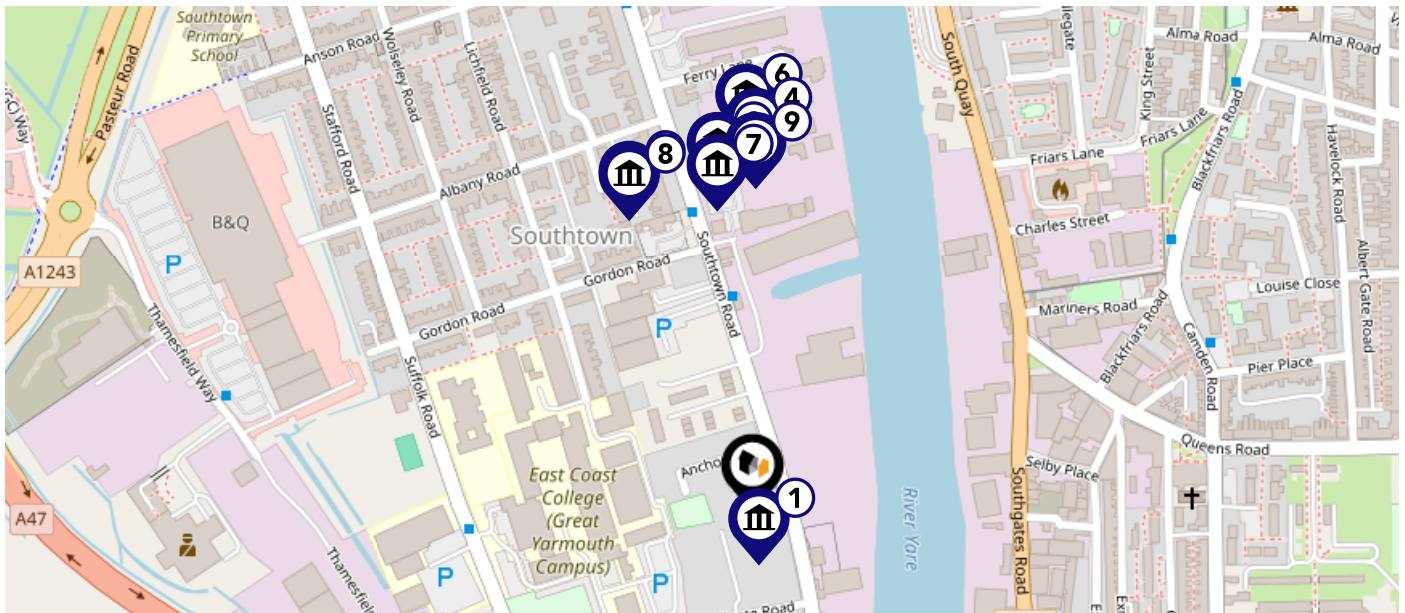 Southtown
Primary
School
Anson Road
Wolseley Road
Lichfield Road
Ferry Lane
South Quay
King Street
Alma Road
Alma Road
Pasteur Road
Stafford Road
6
4
9
7
8
Friars Lane
Friars Lane
Blackfriars Road
Havelock Road
Albany Road
B&Q
P
Southtown
Charles Street
A1243
Gordon Road
Southtown Road
Albert Gate Road
Louise Close
Mariners Road
Gordon Road
P
Thamesfield Way
Blackfriars Road
Camden Road
Pier Place
Suffolk Road
Queens Road
Selby Place
East Coast
College
(Great
Yarmouth
Campus)
1
A47
Southgates Road
River Yare
P
P